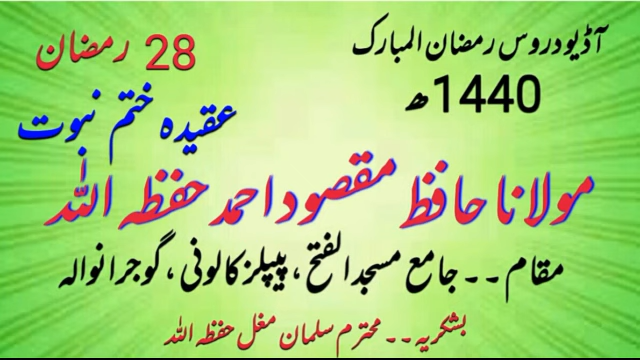 آڈیو دروس رمضان المبارک
1440ھ
28 رمضان
عقیدہ ختم نبوت
مولانا حافظ مقصود احمد حفظہ اللہ
مقام ۔۔ جامع مسجد الفتح ، پیپلز کالونی ، گوجرانوالہ
بشکریہ ۔۔ محترم سلمان مغل حفظہ اللہ